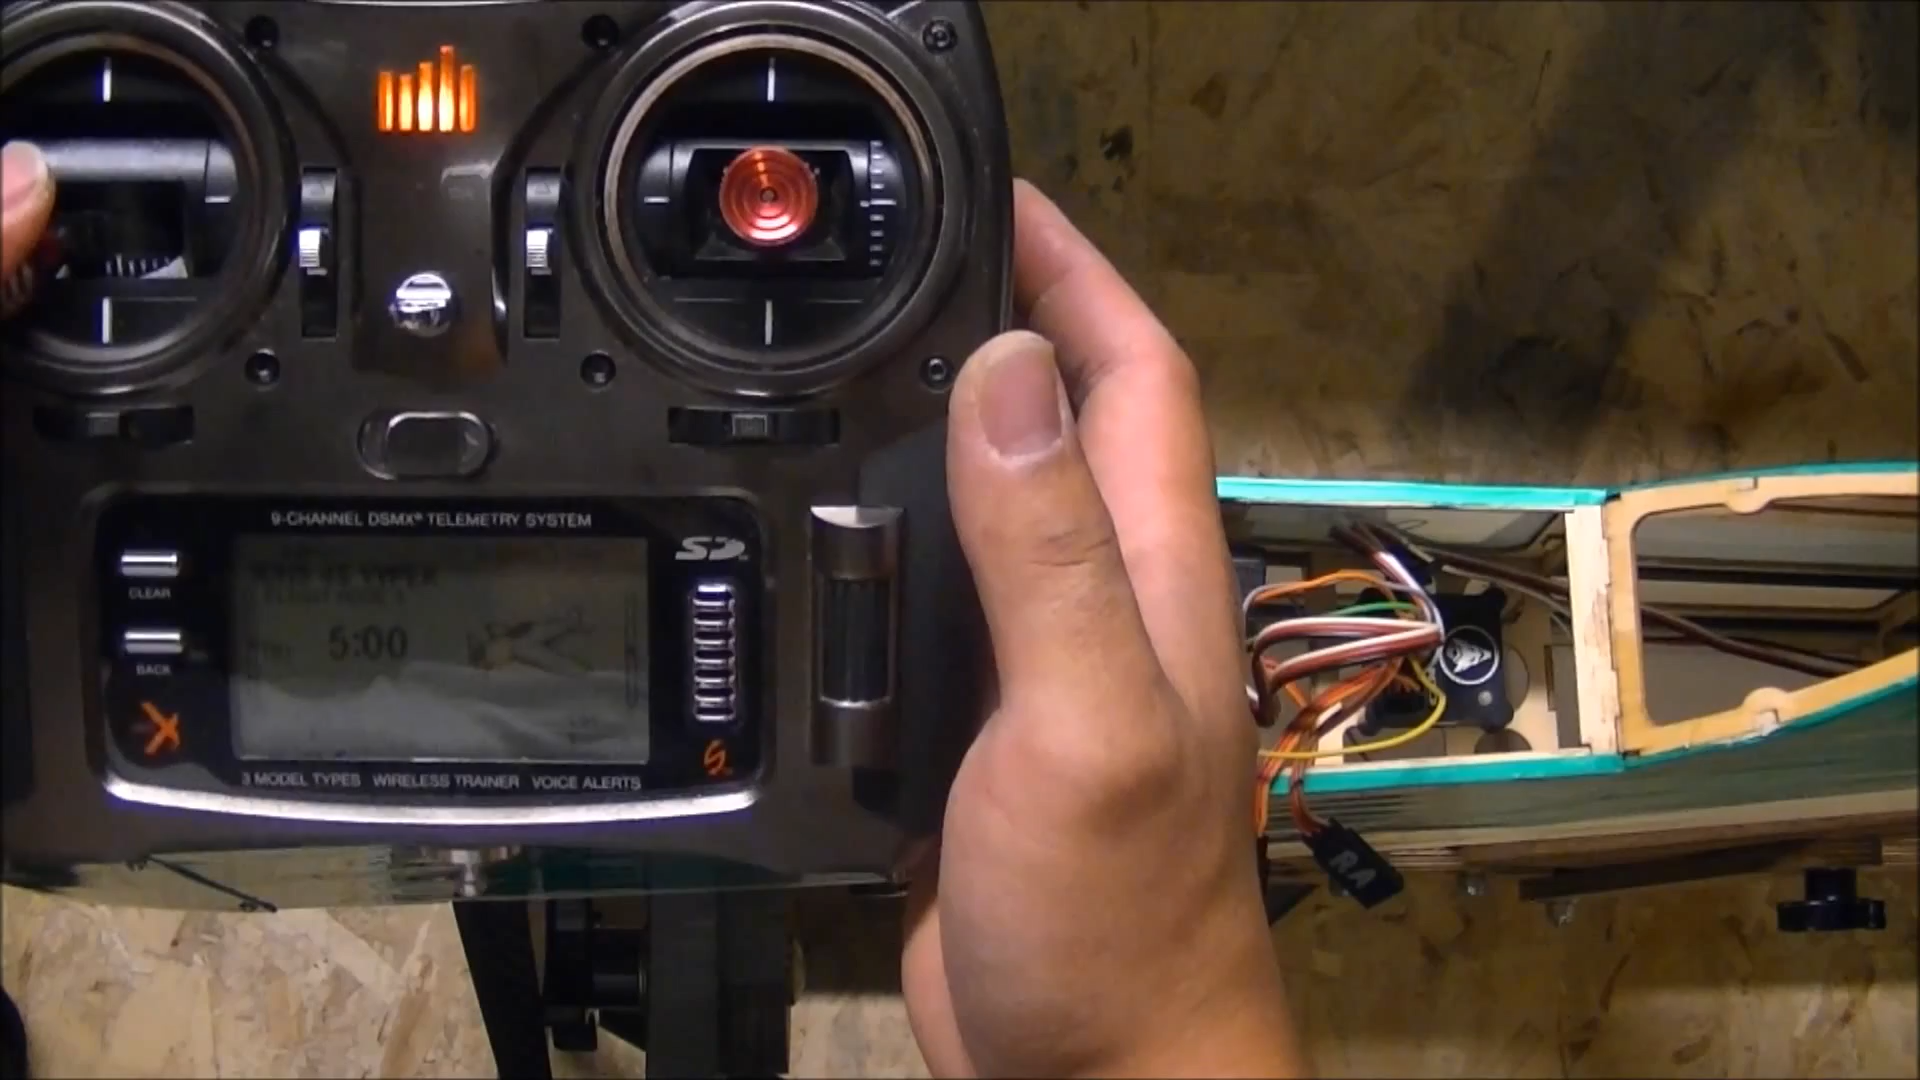 9-CHANNEL DSMX® TELEMETRY SYSTEM
SD
CLEAR
5:00
BACK
3 MODEL TYPES WIRELESS TRAINER VOICE ALERTS
RA